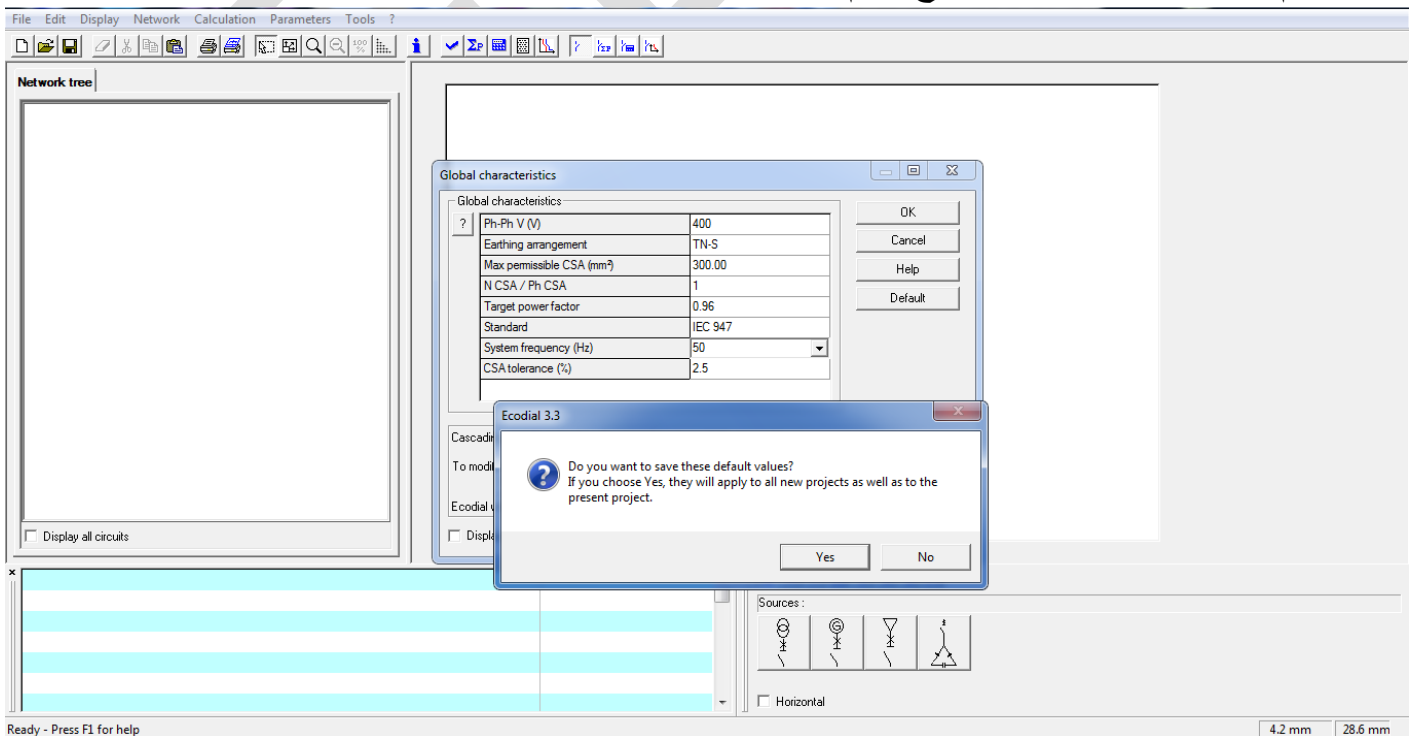 File Edit Display Network Calculation Parameters Tools ?
Network tree
Global characteristics
Global characteristics
? Ph-Ph V (V) 400
Earthing arrangement TN-S
Max permissible CSA (mm²) 300.00
N CSA / Ph CSA 1
Target power factor 0.96
Standard IEC 947
System frequency (Hz) 50
CSA tolerance (%) 2.5
OK
Cancel
Help
Default
Ecodial 3.3
Do you want to save these default values?
If you choose Yes, they will apply to all new projects as well as to the
present project.
Yes No
To
Ecodial
Display all circuits
Sources :
Horizontal
Ready - Press F1 for help 4.2 mm 28.6 mm